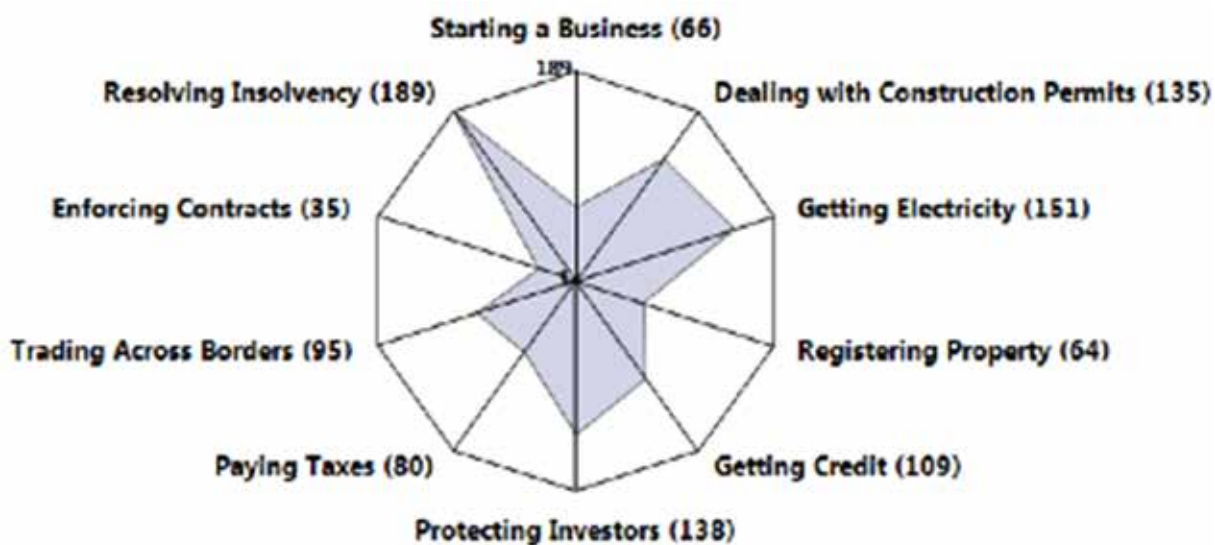 Starting a Business (66)
189
Resolving Insolvency (189)
Dealing with Construction Permits (135)
Enforcing Contracts (35)
Getting Electricity (151)
Trading Across Borders (95)
Registering Property (64)
Paying Taxes (80)
Getting Credit (109)
Protecting Investors (138)